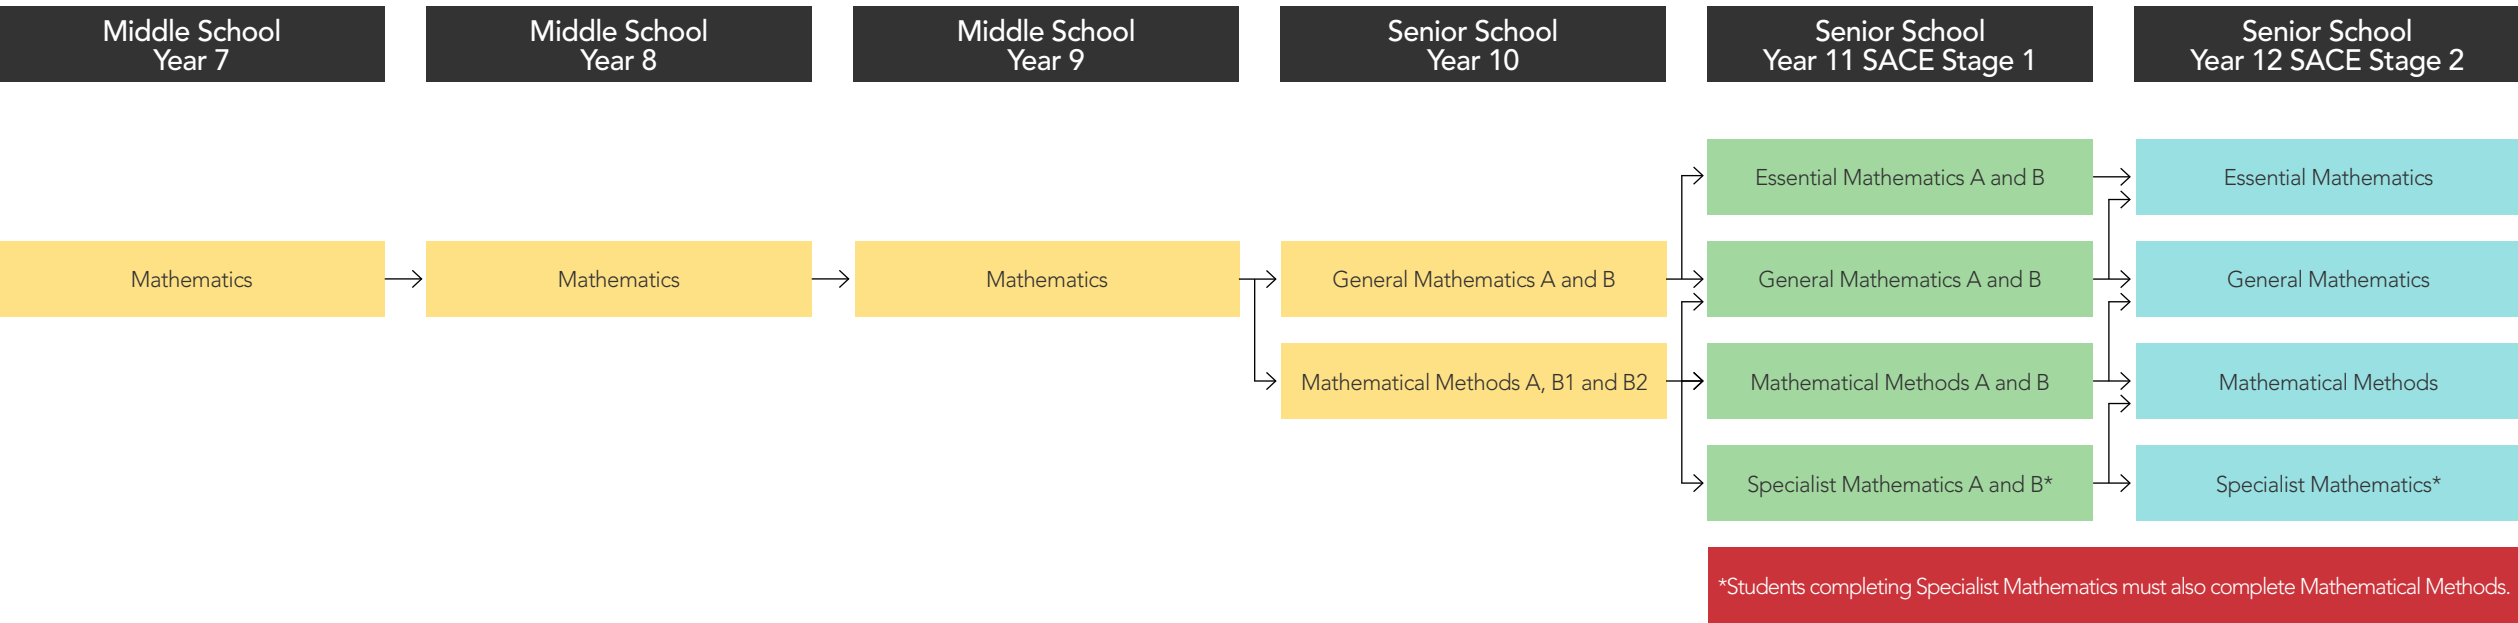 Middle School
Year 7
Middle School
Year 8
Middle School
Year 9
Senior School
Year 10
Senior School
Year 11 SACE Stage 1
Senior School
Year 12 SACE Stage 2
Essential Mathematics A and B
Essential Mathematics
Mathematics
Mathematics
Mathematics
General Mathematics A and B
General Mathematics A and B
General Mathematics
Mathematical Methods A, B1 and B2
Mathematical Methods A and B
Mathematical Methods
Specialist Mathematics A and B*
Specialist Mathematics*
*Students completing Specialist Mathematics must also complete Mathematical Methods.